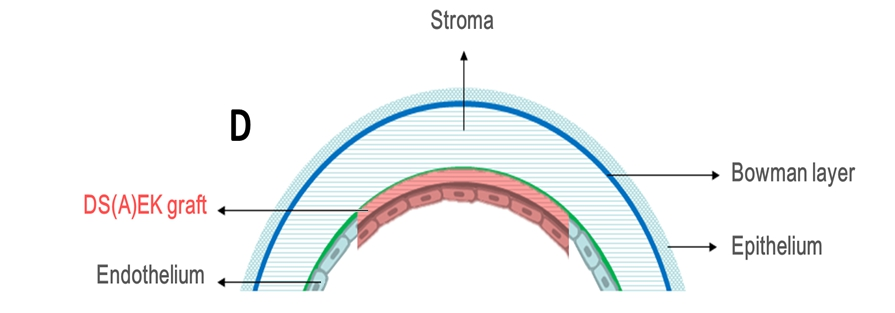 Stroma
D
Bowman layer
DS(A)EK graft
Epithelium
Endothelium